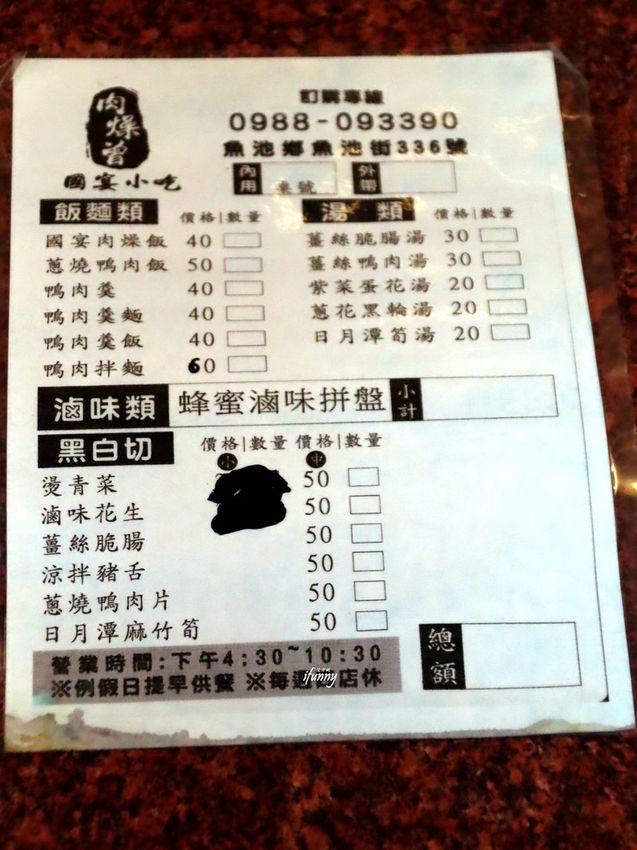 肉燥曾
國宴小吃
訂購專線
0988-093390
魚池鄉魚池街336號
內用 桌號 外帶
飯麵類 價格|數量
國宴肉燥飯 40
蔥燒鴨肉飯 50
鴨肉羹 40
鴨肉羹麵 40
鴨肉羹飯 40
鴨肉拌麵 60
湯類 價格|數量
薑絲脆腸湯 30
薑絲鴨肉湯 30
紫菜蛋花湯 20
蔥花黑輪湯 20
日月潭筍湯 20
滷味類 蜂蜜滷味拼盤 小計
黑白切 價格|數量 價格|數量
小 中
燙青菜 50
滷味花生 50
薑絲脆腸 50
涼拌豬舌 50
蔥燒鴨肉片 50
日月潭麻竹筍 50
總額
營業時間:下午4:30~10:30
※例假日提早供餐 ※每週 店休
ifunny